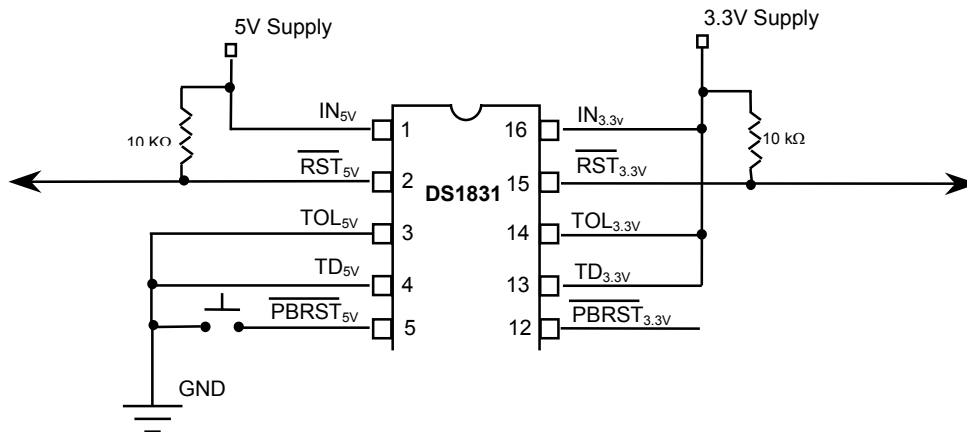 5V Supply
3.3V Supply
IN5V
1
16
IN3.3v
10 KΩ
10 kΩ
RST5V
2
DS1831
15
RST3.3V
TOL5V
3
14
TOL3.3V
TD5V
4
13
TD3.3V
PBRST5V
5
12
PBRST3.3V
GND